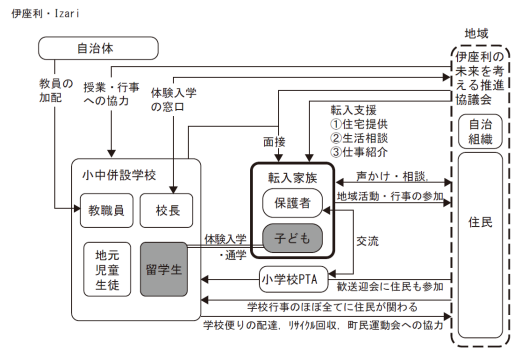 伊座利・Izari
地域
自治体
伊座利の
未来を考
える推進
協議会
教員の
加配
授業・行事
への協力
体験入学
の窓口
転入支援
①住宅提供
②生活相談
③仕事紹介
面接
自治
組織
小中併設学校
転入家族
声かけ・相談.
教職員
校長
保護者
地域活動・行事の参加
住民
子ども
体験入学
・通学
交流
地元
児童
生徒
留学生
小学校PTA
歓送迎会に住民も参加
学校行事のほぼ全てに住民が関わる
学校便りの配達, リサイクル回収, 町民運動会への協力